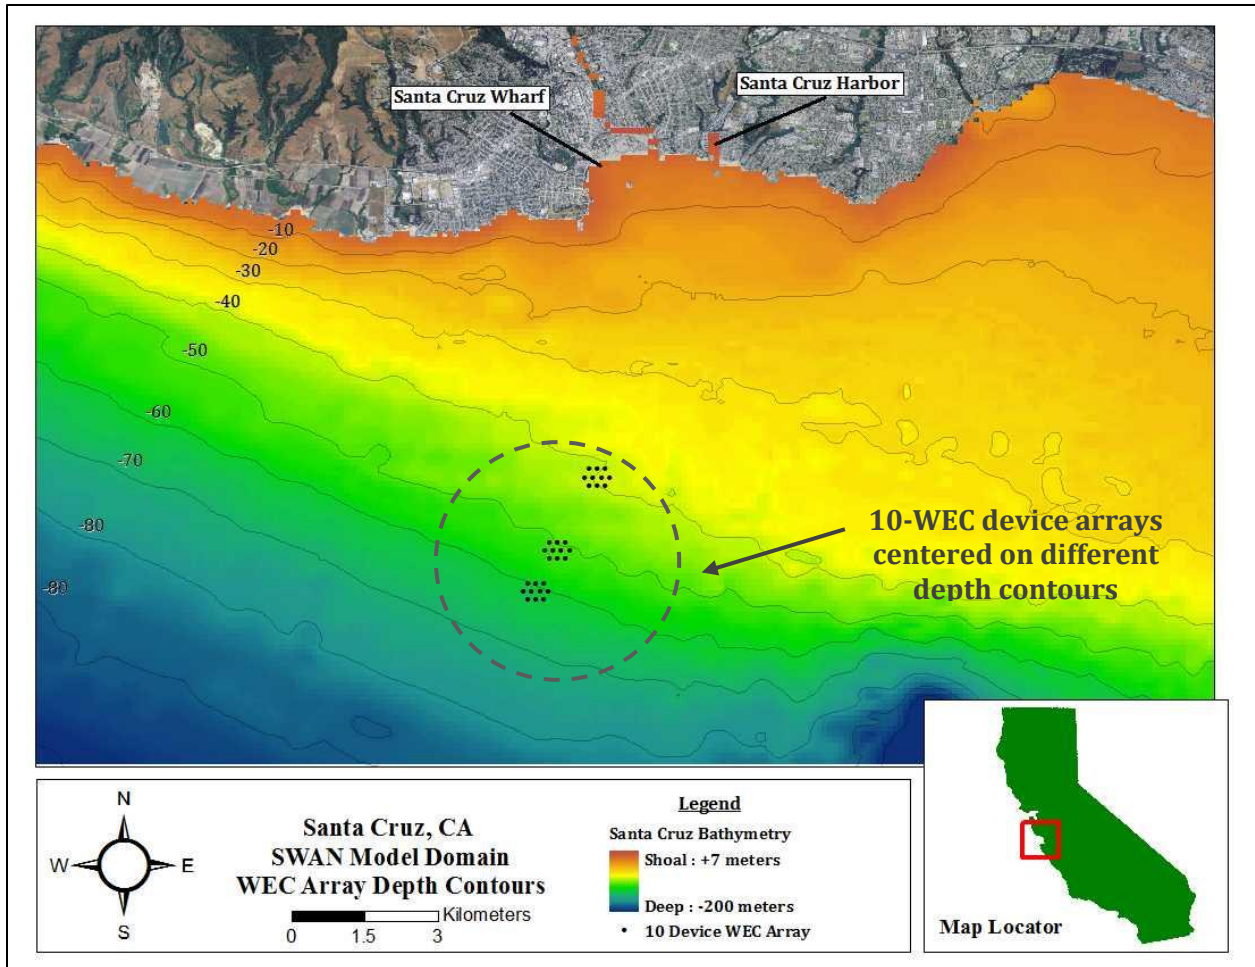 Santa Cruz Harbor
Santa Cruz Wharf
-10
-20
-30
-40
-50
-60
-70
-80
-80
10-WEC device arrays
centered on different
depth contours
N
W
E
S
Santa Cruz, CA
SWAN Model Domain
WEC Array Depth Contours
Kilometers
0 1.5 3
Legend
Santa Cruz Bathymetry
Shoal : +7 meters
Deep : -200 meters
• 10 Device WEC Array
Map Locator